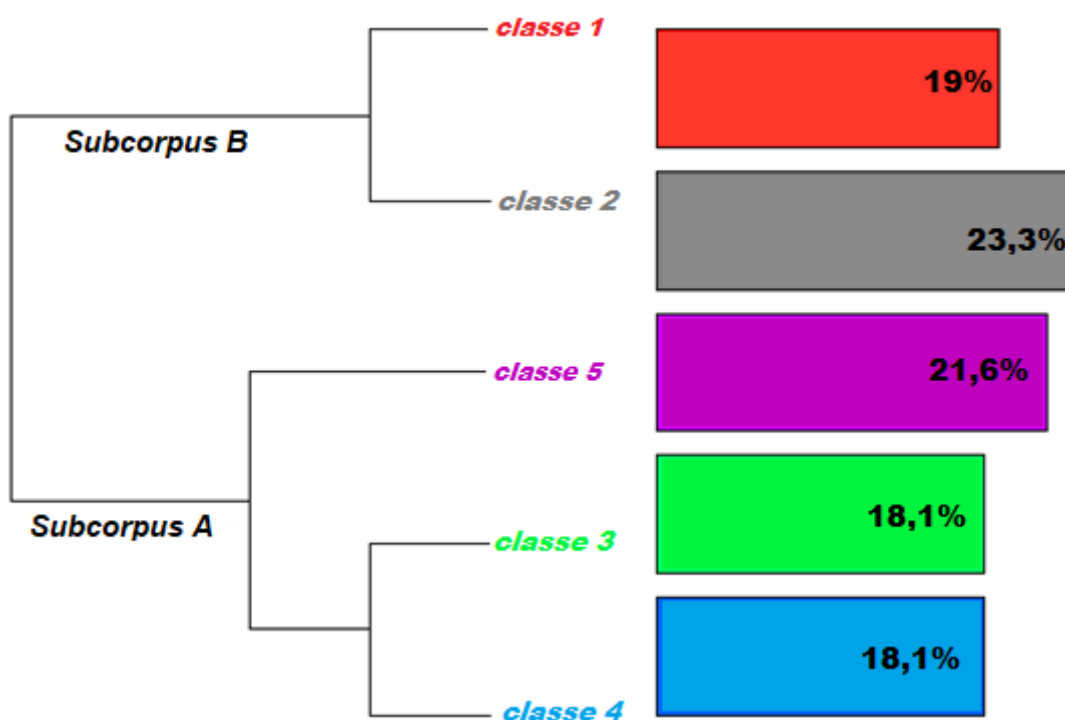 classe 1
19%
Subcorpus B
classe 2
23,3%
classe 5
21,6%
Subcorpus A
classe 3
18,1%
classe 4
18,1%